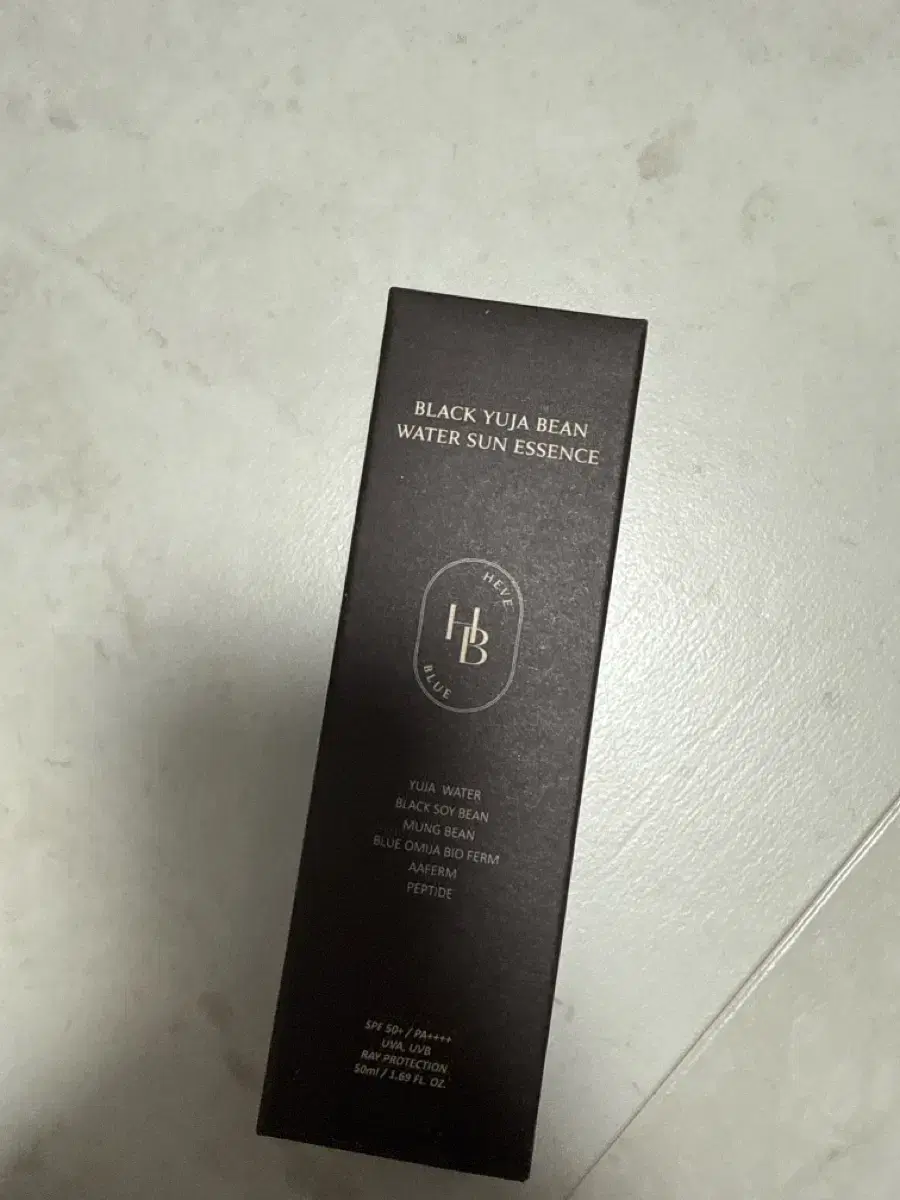 BLACK YUJA BEAN
WATER SUN ESSENCE
HEVE
HB
BLUE
YUJA WATER
BLACK SOY BEAN
MUNG BEAN
BLUE OMIJA BIO FERM
AAFERM
PEPTIDE
SPF 50+ / PA++++
UVA, UVB
RAY PROTECTION
50ml / 1.69 FL. OZ.